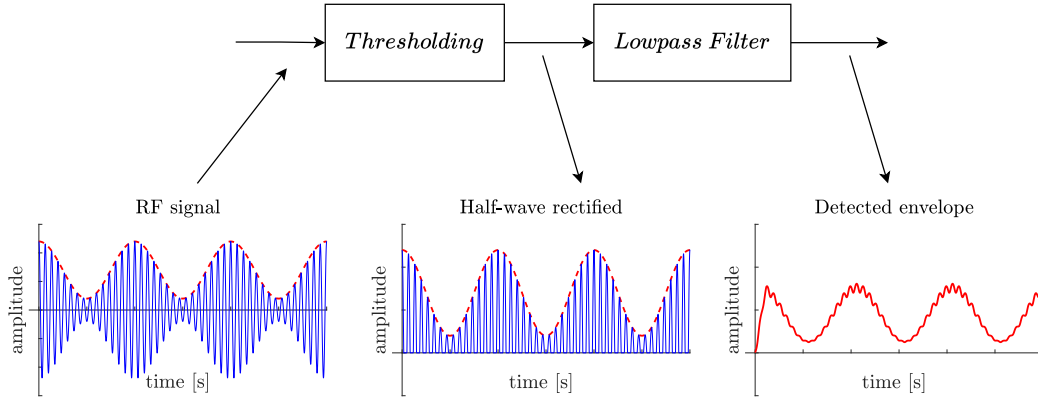 Thresholding
Lowpass Filter
RF signal
Half-wave rectified
Detected envelope
amplitude
amplitude
amplitude
time [s]
time [s]
time [s]